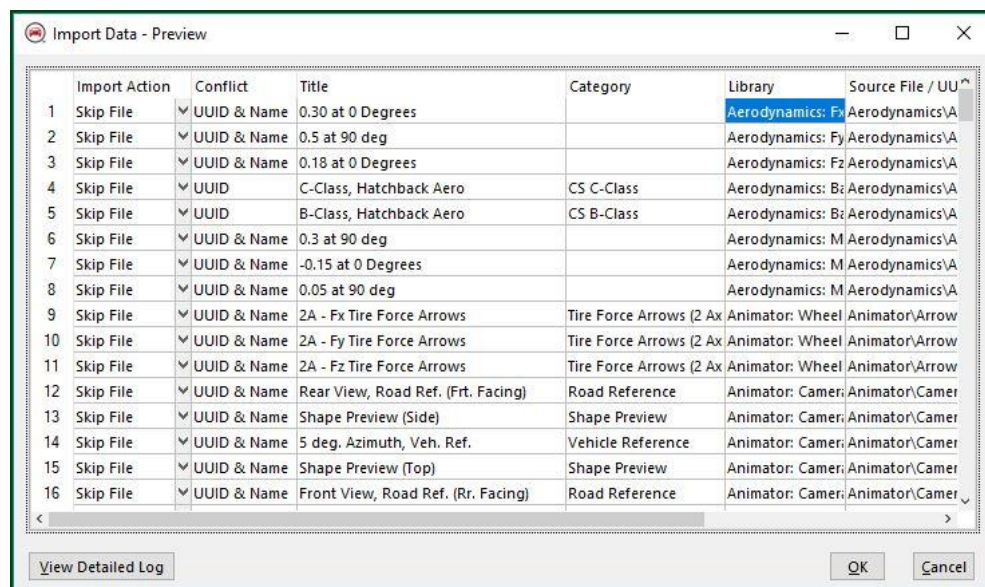 Import Data - Preview
Import Action Conflict Title Category Library Source File / UU
1 Skip File UUID & Name 0.30 at 0 Degrees Aerodynamics: Fx Aerodynamics\A
2 Skip File UUID & Name 0.5 at 90 deg Aerodynamics: Fy Aerodynamics\A
3 Skip File UUID & Name 0.18 at 0 Degrees Aerodynamics: Fz Aerodynamics\A
4 Skip File UUID C-Class, Hatchback Aero CS C-Class Aerodynamics: Ba Aerodynamics\A
5 Skip File UUID B-Class, Hatchback Aero CS B-Class Aerodynamics: Ba Aerodynamics\A
6 Skip File UUID & Name 0.3 at 90 deg Aerodynamics: M Aerodynamics\A
7 Skip File UUID & Name -0.15 at 0 Degrees Aerodynamics: M Aerodynamics\A
8 Skip File UUID & Name 0.05 at 90 deg Aerodynamics: M Aerodynamics\A
9 Skip File UUID & Name 2A - Fx Tire Force Arrows Tire Force Arrows (2 Ax Animator: Wheel Animator\Arrow
10 Skip File UUID & Name 2A - Fy Tire Force Arrows Tire Force Arrows (2 Ax Animator: Wheel Animator\Arrow
11 Skip File UUID & Name 2A - Fz Tire Force Arrows Tire Force Arrows (2 Ax Animator: Wheel Animator\Arrow
12 Skip File UUID & Name Rear View, Road Ref. (Frt. Facing) Road Reference Animator: Camera Animator\Camer
13 Skip File UUID & Name Shape Preview (Side) Shape Preview Animator: Camera Animator\Camer
14 Skip File UUID & Name 5 deg. Azimuth, Veh. Ref. Vehicle Reference Animator: Camera Animator\Camer
15 Skip File UUID & Name Shape Preview (Top) Shape Preview Animator: Camera Animator\Camer
16 Skip File UUID & Name Front View, Road Ref. (Rr. Facing) Road Reference Animator: Camera Animator\Camer
View Detailed Log OK Cancel